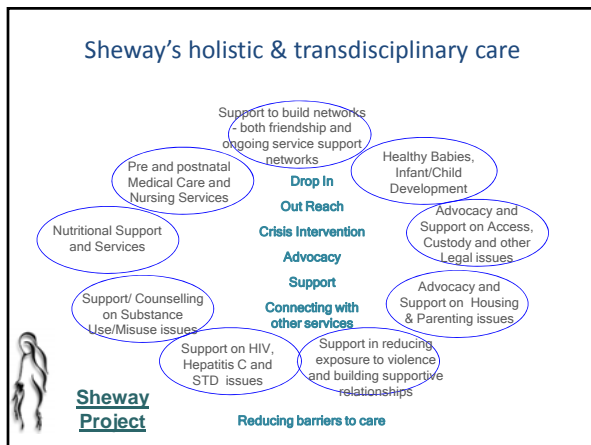 Sheway's holistic & transdisciplinary care
Support to build networks
- both friendship and
ongoing service support
networks
Healthy Babies,
Infant/Child
Development
Advocacy and
Support on Access,
Custody and other
Legal issues
Advocacy and
Support on Housing
& Parenting issues
Support in reducing
exposure to violence
and building supportive
relationships
Support on HIV,
Hepatitis C and
STD issues
Support/ Counselling
on Substance
Use/Misuse issues
Nutritional Support
and Services
Pre and postnatal
Medical Care and
Nursing Services
Drop In
Out Reach
Crisis Intervention
Advocacy
Support
Connecting with
other services
Reducing barriers to care
Sheway
Project